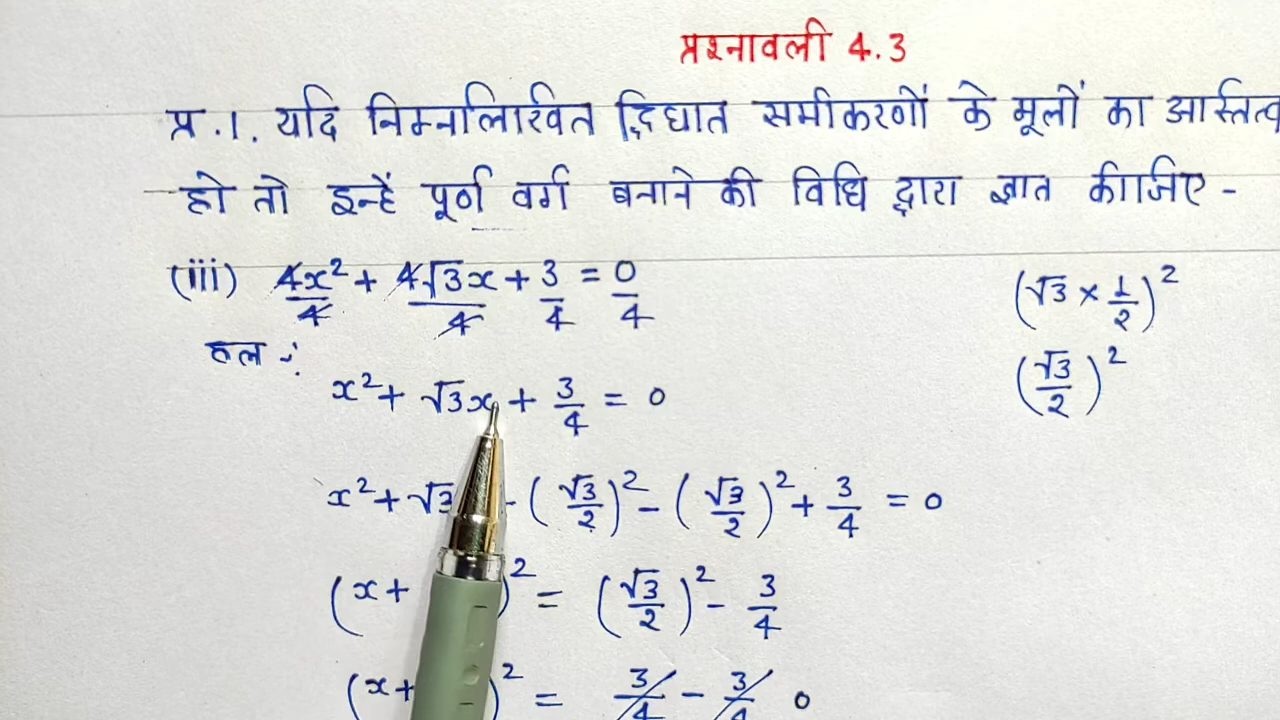 प्रश्नावली 4.3
प्र.1. यदि निम्नलिखित द्विघात समीकरणों के मूलों का अस्तित्व
हो तो इन्हें पूर्ण वर्ग बनाने की विधि द्वारा ज्ञात कीजिए -
(iii) 4x²/4 + 4√3x/4 + 3/4 = 0/4
(√3 × 1/2)²
हल :
(√3/2)²
x² + √3x + 3/4 = 0
x² + √3 - (√3/2)² - (√3/2)² + 3/4 = 0
(x + )² = (√3/2)² - 3/4
(x + )² = 3/4 - 3/4 0